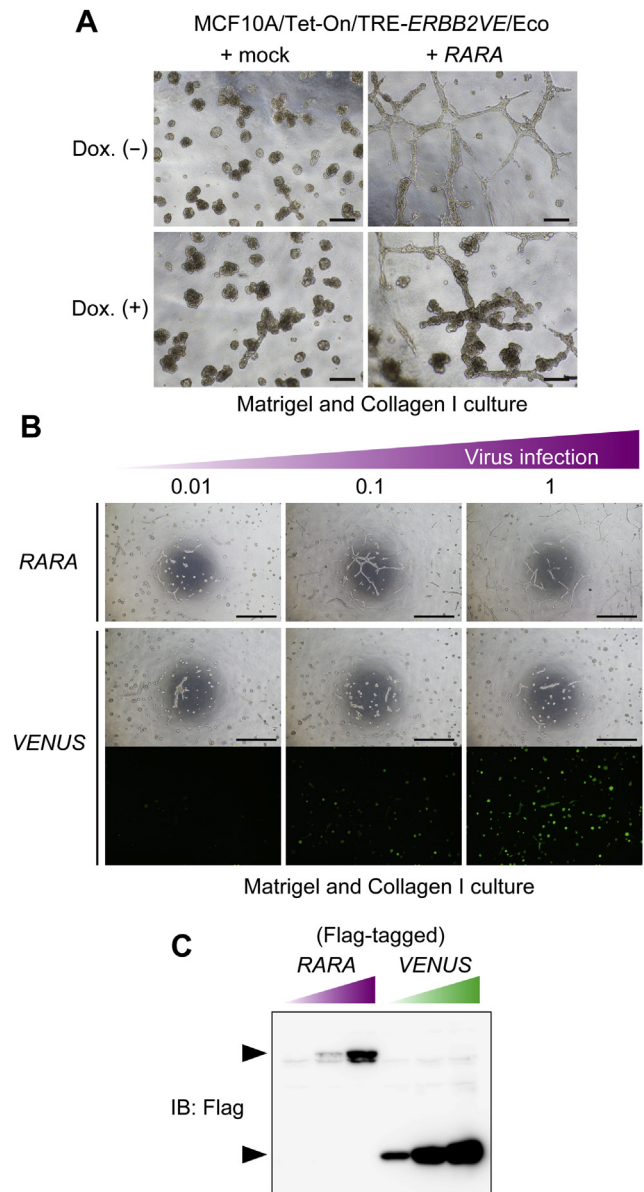 A
MCF10A/Tet-On/TRE-ERBB2VE/Eco
+ mock + RARA
Dox. (−)
Dox. (+)
Matrigel and Collagen I culture
B
Virus infection
0.01 0.1 1
RARA
VENUS
Matrigel and Collagen I culture
C
(Flag-tagged)
RARA VENUS
IB: Flag